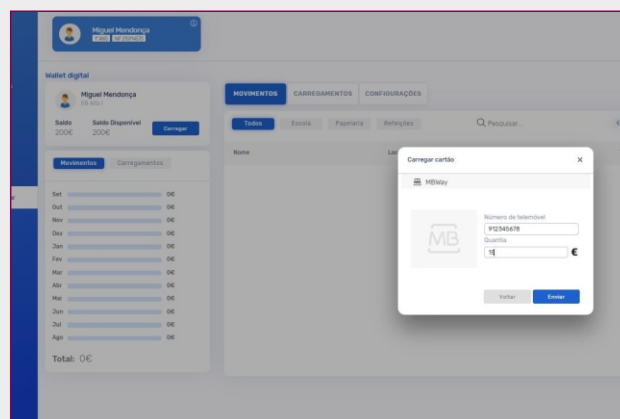 Miguel Mendonça
Wallet digital
Miguel Mendonça
Saldo
Saldo Disponível
200€
200€
Carregar
Movimentos
Carregamentos
Set 0€
Out 0€
Nov 0€
Dez 0€
Jan 0€
Fev 0€
Mar 0€
Abr 0€
Mai 0€
Jun 0€
Jul 0€
Ago 0€
Total: 0€
MOVIMENTOS
CARREGAMENTOS
CONFIGURAÇÕES
Todos
Escola
Papelaria
Refeições
Pesquisar...
Nome
Carregar cartão
×
MBWay
MB
Número de telemóvel
912345678
Quantia
15
€
Voltar
Enviar